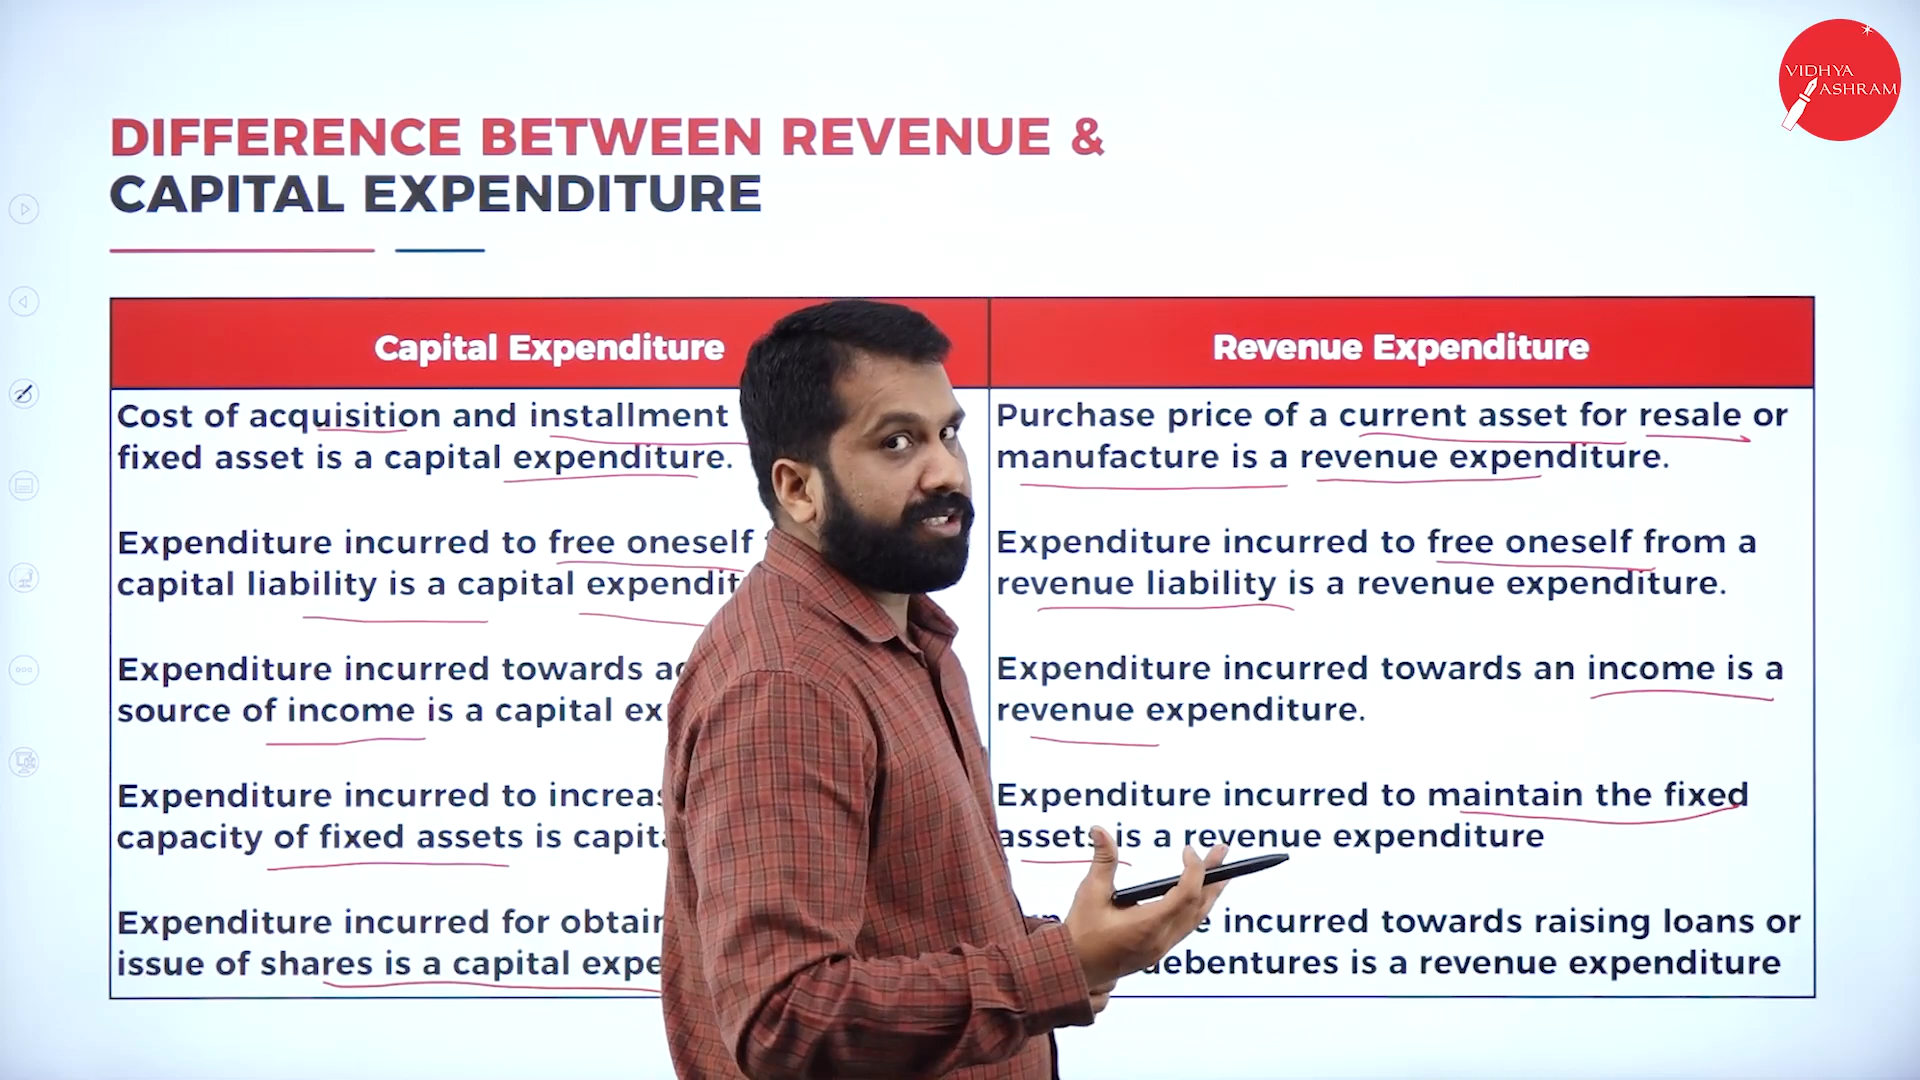 VIDHYA
ASHRAM
DIFFERENCE BETWEEN REVENUE &
CAPITAL EXPENDITURE
Capital Expenditure
Cost of acquisition and installment
fixed asset is a capital expenditure.
Expenditure incurred to free oneself
capital liability is a capital
Expenditure incurred towards
source of income is a capital
Expenditure incurred to
capacity of fixed assets is
Expenditure incurred for
issue of shares is a capital
Revenue Expenditure
Purchase price of a current asset for resale or
manufacture is a revenue expenditure.
Expenditure incurred to free oneself from a
revenue liability is a revenue expenditure.
Expenditure incurred towards an income is a
revenue expenditure.
Expenditure incurred to maintain the fixed
assets is a revenue expenditure
incurred towards raising loans or
debentures is a revenue expenditure